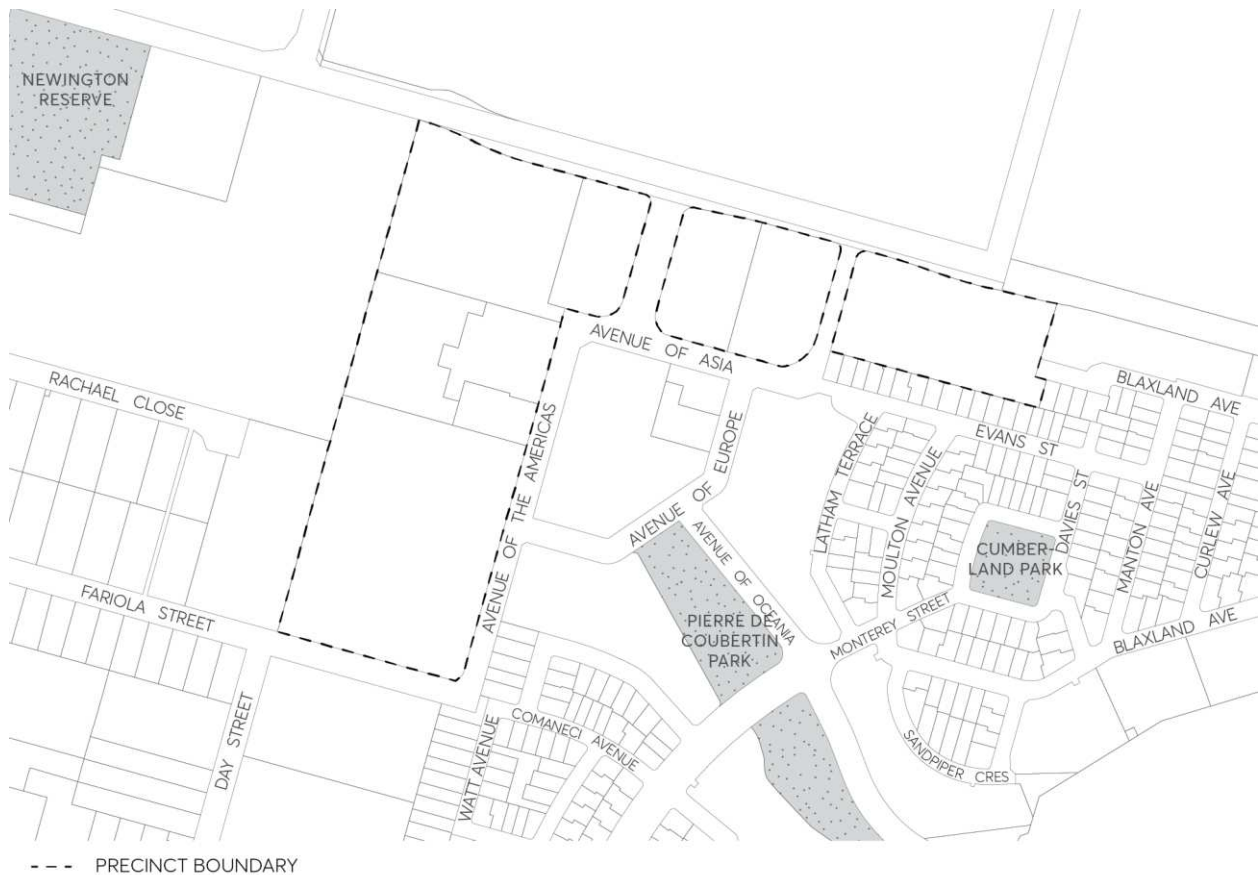 NEWINGTON
RESERVE
AVENUE OF ASIA
BLAXLAND AVE
RACHAEL CLOSE
EVANS ST
AVENUE OF THE AMERICAS
AVENUE OF EUROPE
LATHAM TERRACE
MOULTON AVENUE
DAVIES ST
MANTON AVE
CURLEW AVE
AVENUE OF OCEANIA
CUMBER-
LAND PARK
FARIOLA STREET
PIERRE DE
COUBERTIN
PARK
MONTEREY STREET
BLAXLAND AVE
DAY STREET
WATT AVENUE
COMANECI AVENUE
SANDPIPER CRES
PRECINCT BOUNDARY